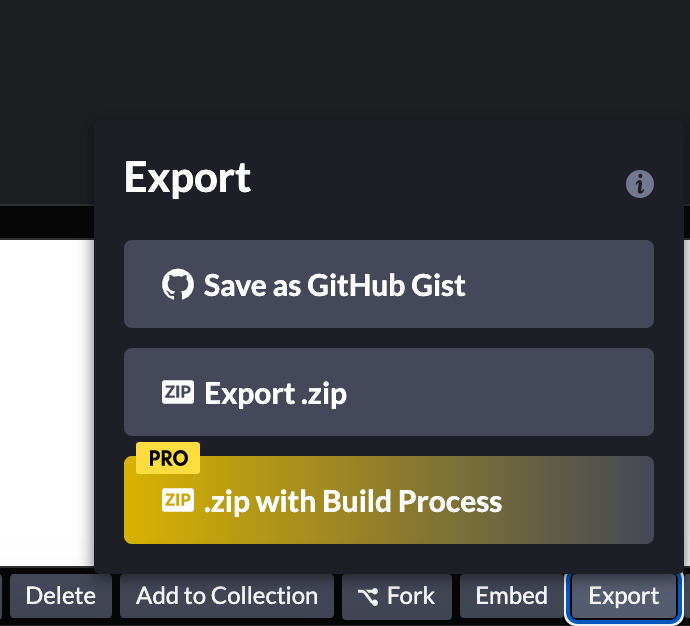 Export
Save as GitHub Gist
ZIP Export .zip
PRO
ZIP .zip with Build Process
Delete Add to Collection Fork Embed Export